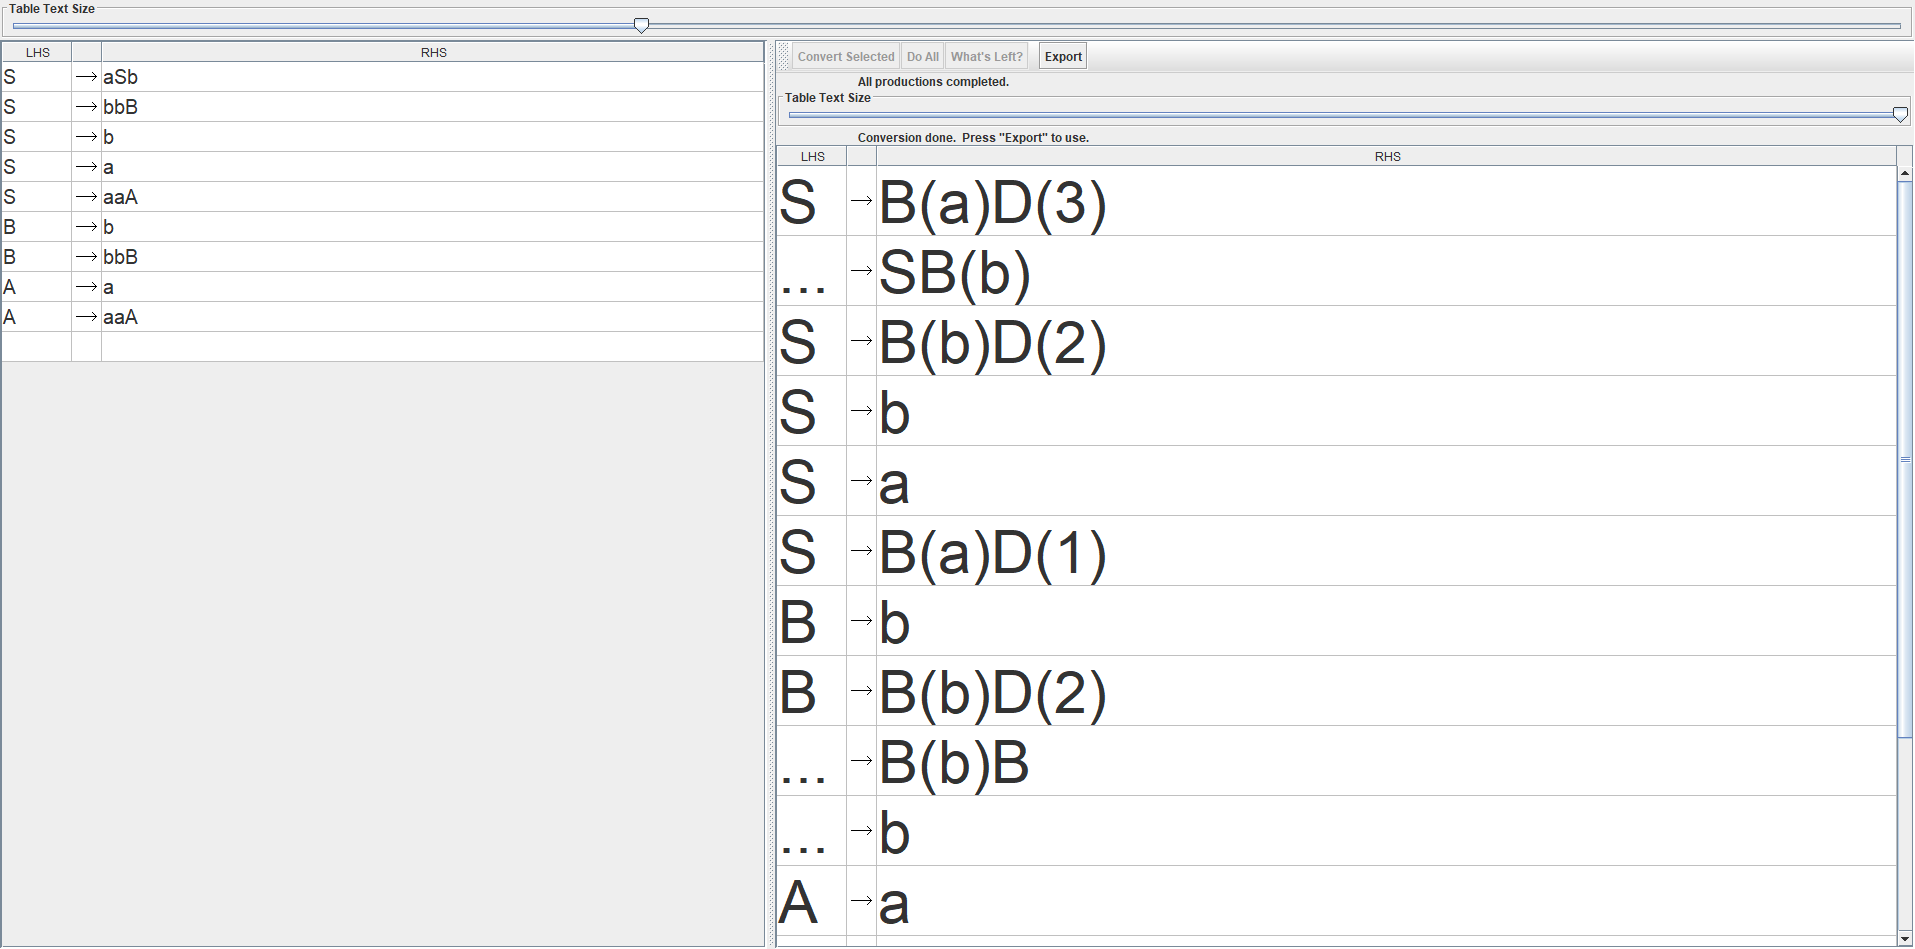 Table Text Size
LHS RHS
S → aSb
S → bbB
S → b
S → a
S → aaA
B → b
B → bbB
A → a
A → aaA
Convert Selected Do All What's Left? Export
All productions completed.
Table Text Size
Conversion done. Press "Export" to use.
LHS RHS
S → B(a)D(3)
... → SB(b)
S → B(b)D(2)
S → b
S → a
S → B(a)D(1)
B → b
B → B(b)D(2)
... → B(b)B
... → b
A → a